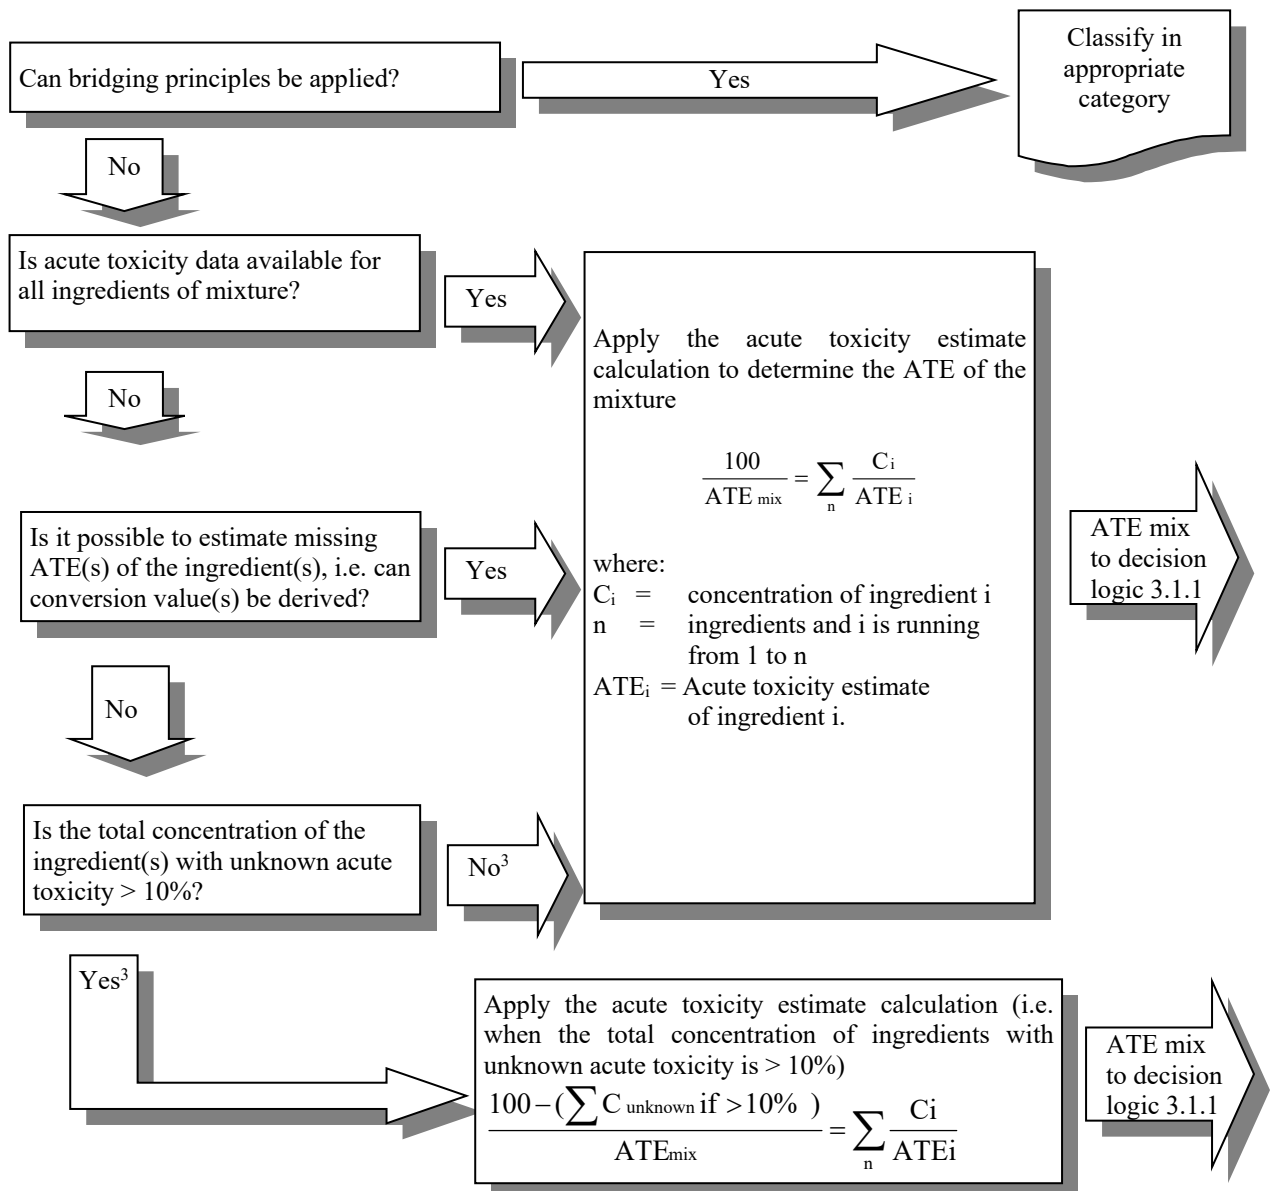 Can bridging principles be applied?
Yes
Classify in
appropriate
category
No
Is acute toxicity data available for
all ingredients of mixture?
Yes
No
Is it possible to estimate missing
ATE(s) of the ingredient(s), i.e. can
conversion value(s) be derived?
Yes
No
Is the total concentration of the
ingredient(s) with unknown acute
toxicity > 10%?
No³
Apply the acute toxicity estimate
calculation to determine the ATE of the
mixture
100
ATE mix
=
∑
n
C i
ATE i
where:
Cᵢ = concentration of ingredient i
n = ingredients and i is running
from 1 to n
ATEᵢ = Acute toxicity estimate
of ingredient i.
ATE mix
to decision
logic 3.1.1
Yes³
Apply the acute toxicity estimate calculation (i.e.
when the total concentration of ingredients with
unknown acute toxicity is > 10%)
100 – (∑ C unknown if > 10% )
ATEmix
=
∑
n
Ci
ATEi
ATE mix
to decision
logic 3.1.1